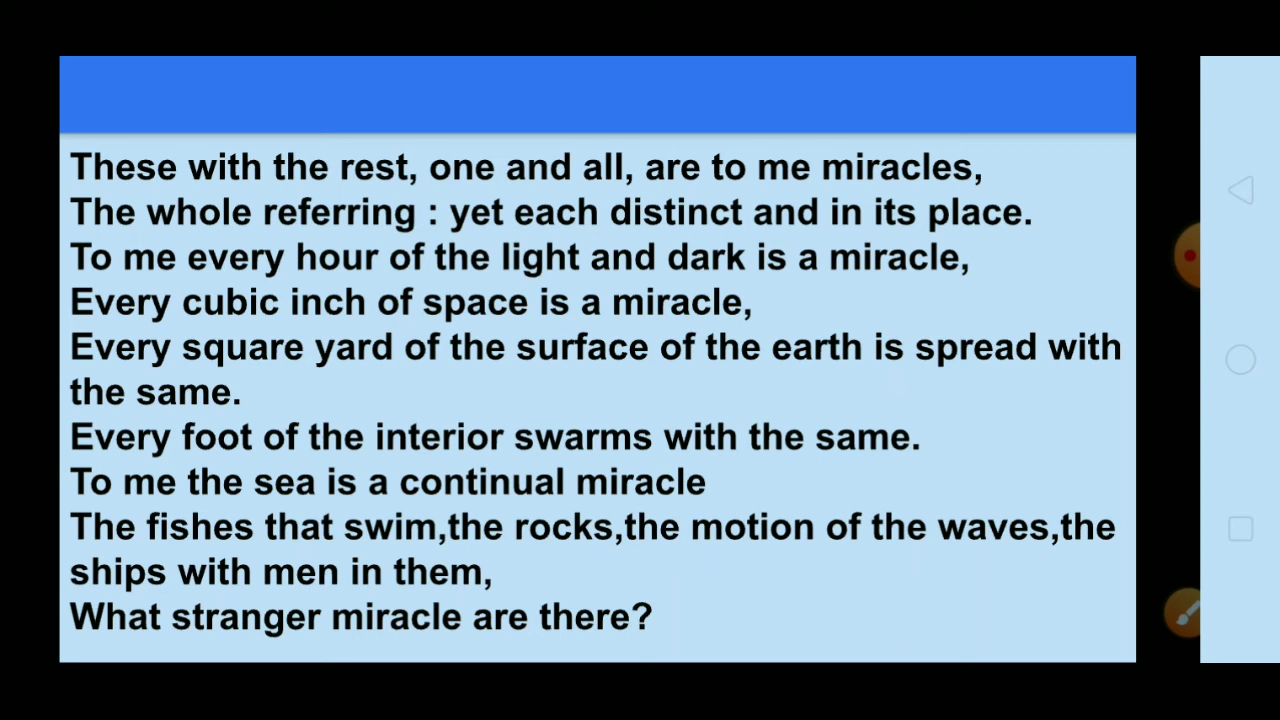 These with the rest, one and all, are to me miracles,
The whole referring : yet each distinct and in its place.
To me every hour of the light and dark is a miracle,
Every cubic inch of space is a miracle,
Every square yard of the surface of the earth is spread with
the same.
Every foot of the interior swarms with the same.
To me the sea is a continual miracle
The fishes that swim,the rocks,the motion of the waves,the
ships with men in them,
What stranger miracle are there?